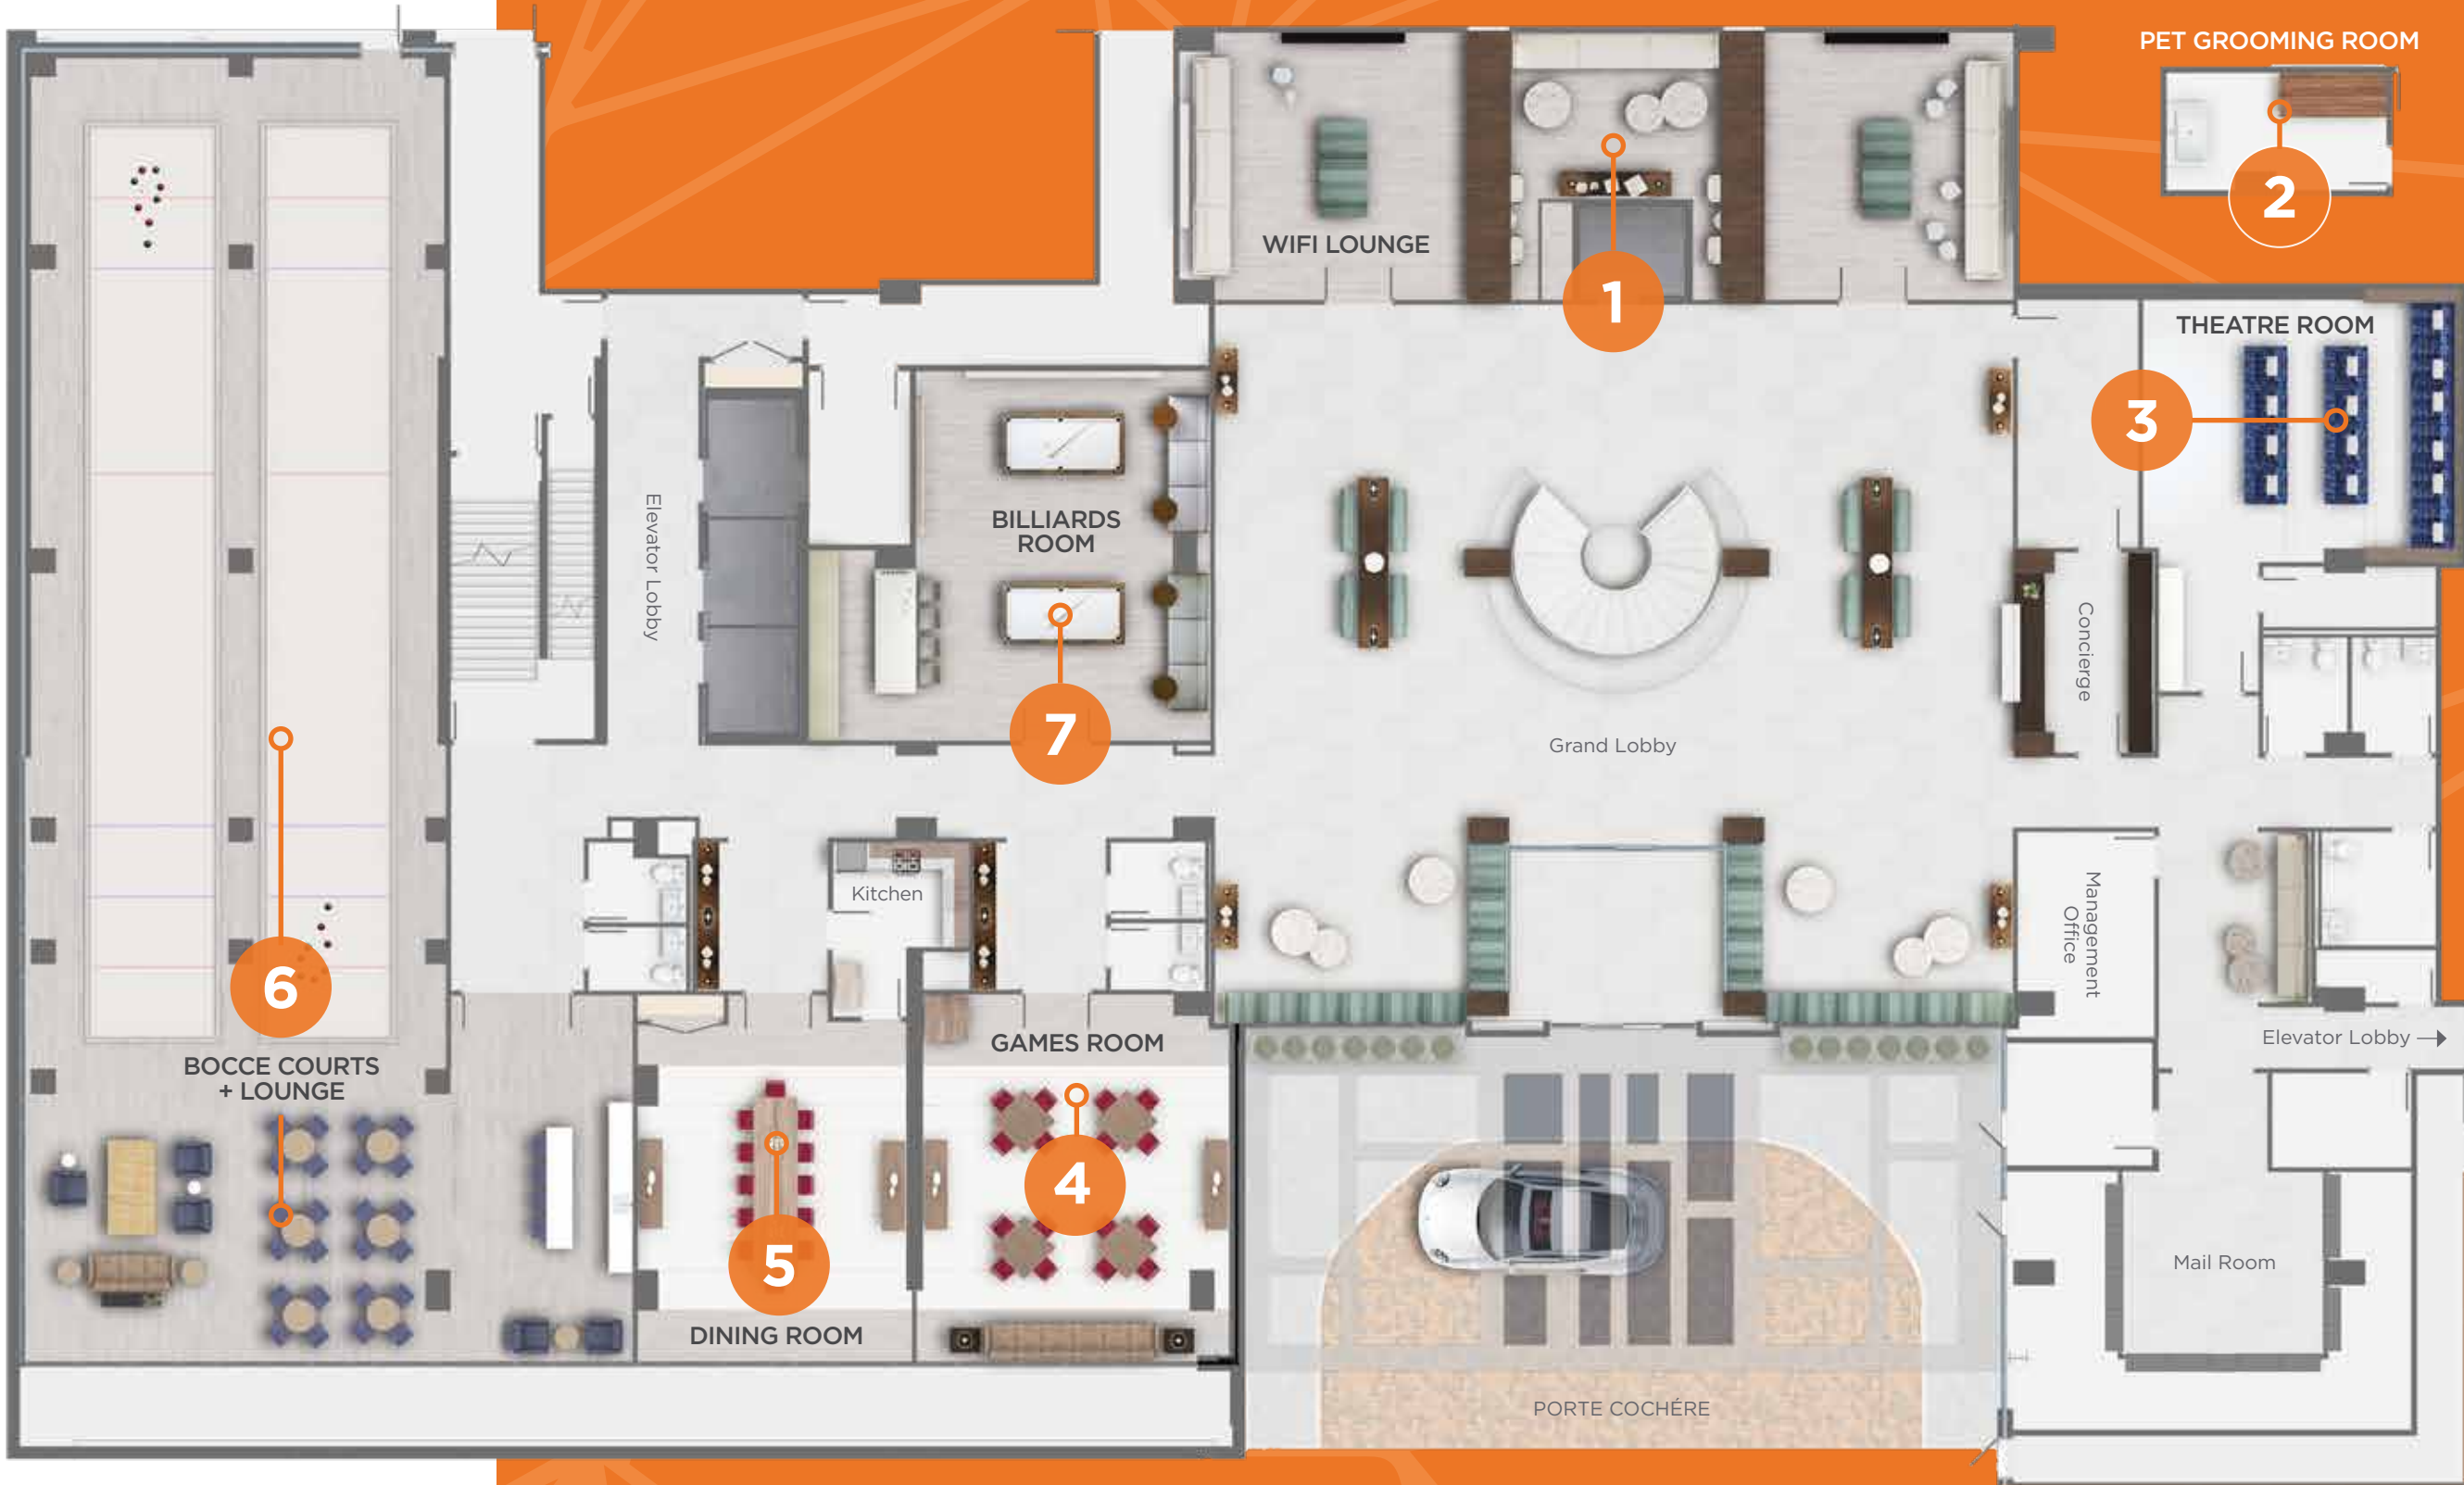 PET GROOMING ROOM
2
WIFI LOUNGE
1
THEATRE ROOM
3
Elevator Lobby
BILLIARDS
ROOM
7
Concierge
Grand Lobby
Kitchen
Management
Office
6
BOCCE COURTS
+ LOUNGE
GAMES ROOM
4
Elevator Lobby →
5
DINING ROOM
Mail Room
PORTE COCHÉRE